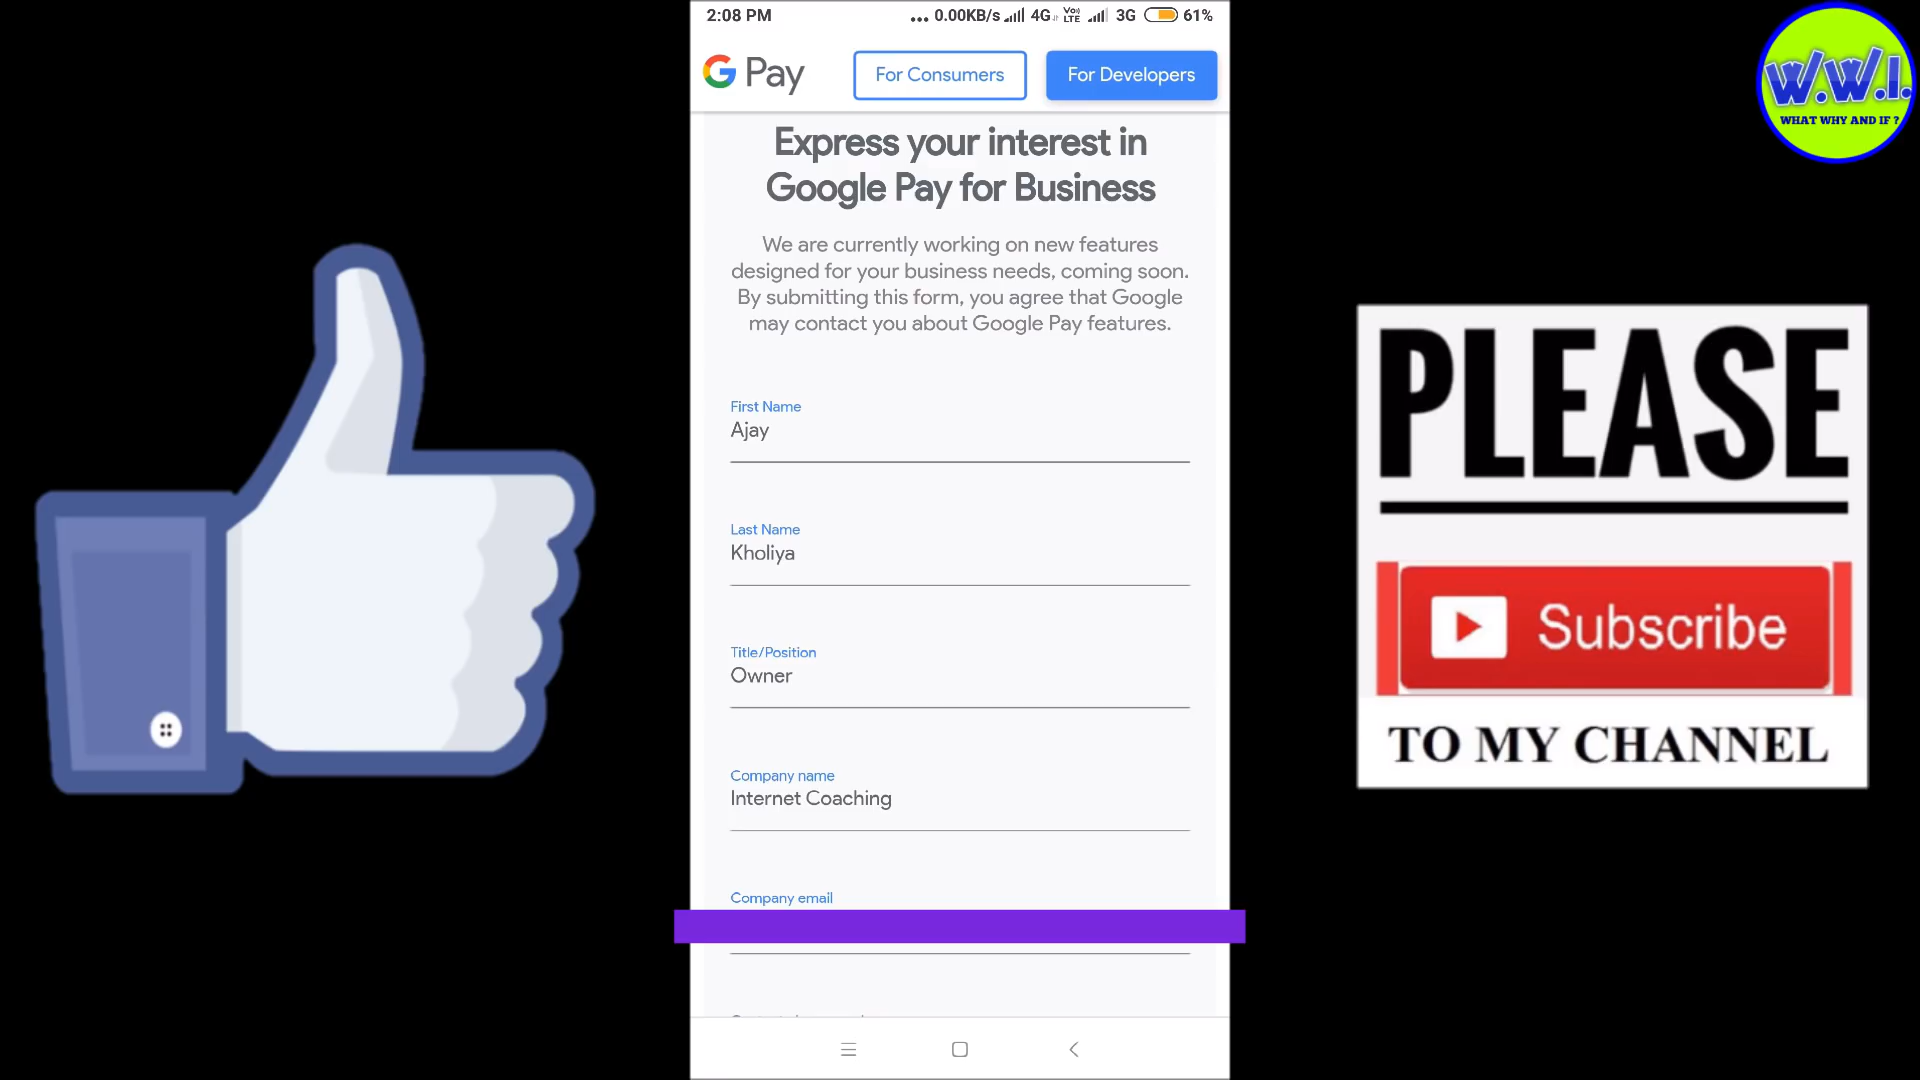 2:08 PM
... 0.00KB/s 4G VoLTE 3G 61%
G Pay
For Consumers
For Developers
Express your interest in
Google Pay for Business
We are currently working on new features
designed for your business needs, coming soon.
By submitting this form, you agree that Google
may contact you about Google Pay features.
First Name
Ajay
Last Name
Kholiya
Title/Position
Owner
Company name
Internet Coaching
Company email
W.W.I.
WHAT WHY AND IF ?
PLEASE
Subscribe
TO MY CHANNEL